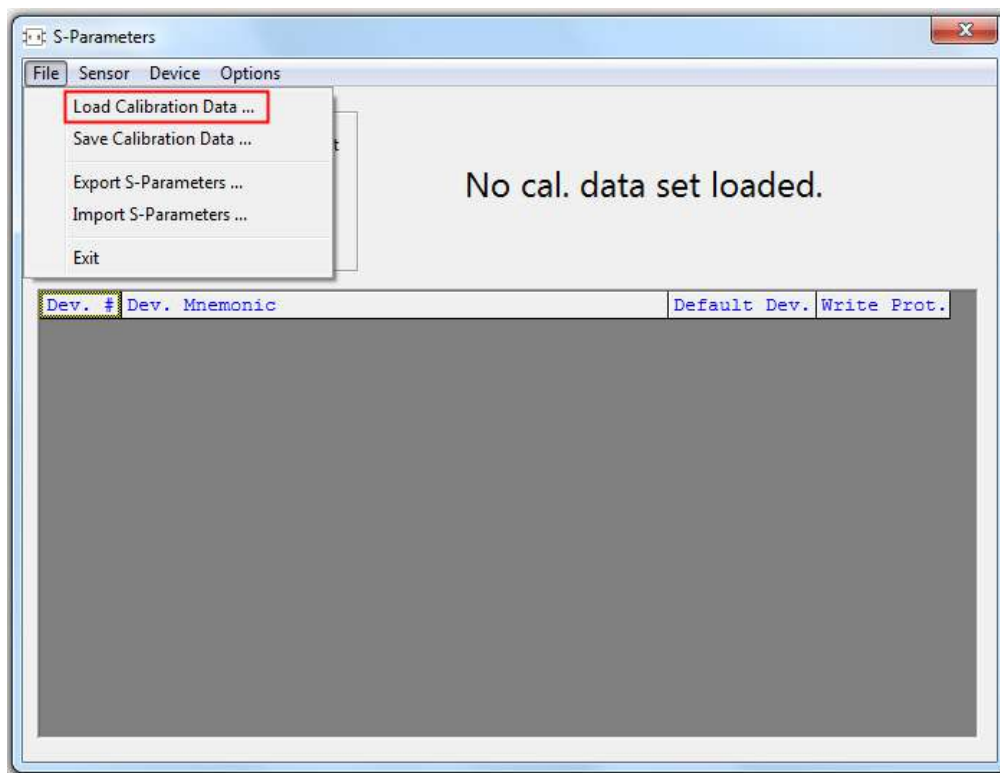 S-Parameters
File Sensor Device Options
Load Calibration Data ...
Save Calibration Data ...
Export S-Parameters ...
Import S-Parameters ...
Exit
No cal. data set loaded.
Dev. # Dev. Mnemonic Default Dev. Write Prot.